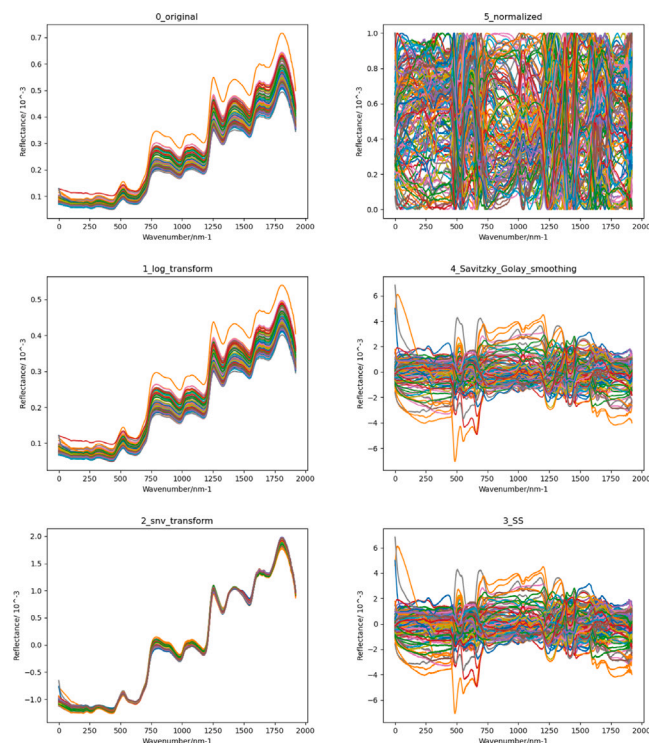 0_original
Reflectance/ 10^-3
0.7
0.6
0.5
0.4
0.3
0.2
0.1
0 250 500 750 1000 1250 1500 1750 2000
Wavenumber/nm-1
5_normalized
Reflectance/ 10^-3
1.0
0.8
0.6
0.4
0.2
0.0
0 250 500 750 1000 1250 1500 1750 2000
Wavenumber/nm-1
1_log_transform
Reflectance/ 10^-3
0.5
0.4
0.3
0.2
0.1
0 250 500 750 1000 1250 1500 1750 2000
Wavenumber/nm-1
4_Savitzky_Golay_smoothing
Reflectance/ 10^-3
6
4
2
0
−2
−4
−6
0 250 500 750 1000 1250 1500 1750 2000
Wavenumber/nm-1
2_snv_transform
Reflectance/ 10^-3
2.0
1.5
1.0
0.5
0.0
−0.5
−1.0
0 250 500 750 1000 1250 1500 1750 2000
Wavenumber/nm-1
3_SS
Reflectance/ 10^-3
6
4
2
0
−2
−4
−6
0 250 500 750 1000 1250 1500 1750 2000
Wavenumber/nm-1